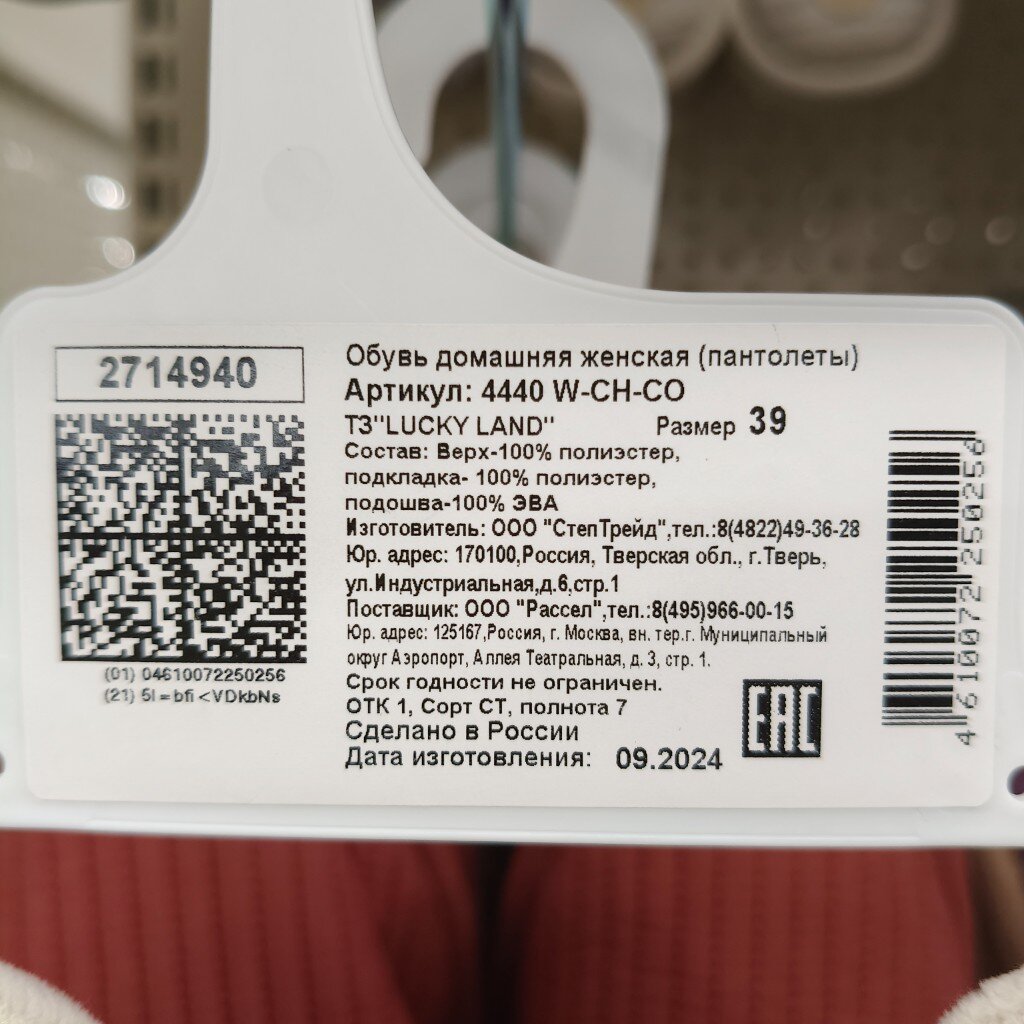 2714940
(01) 04610072250256
(21) 5l=bfi<VDkbNs
Обувь домашняя женская (пантолеты)
Артикул: 4440 W-CH-CO
ТЗ"LUCKY LAND" Размер 39
Состав: Верх-100% полиэстер,
подкладка- 100% полиэстер,
подошва-100% ЭВА
Изготовитель: ООО "СтепТрейд",тел.:8(4822)49-36-28
Юр. адрес: 170100,Россия, Тверская обл., г.Тверь,
ул.Индустриальная,д.6,стр.1
Поставщик: ООО "Рассел",тел.:8(495)966-00-15
Юр. адрес: 125167,Россия, г. Москва, вн. тер.г. Муниципальный
округ Аэропорт, Аллея Театральная, д. 3, стр. 1.
Срок годности не ограничен.
ОТК 1, Сорт СТ, полнота 7
Сделано в России
Дата изготовления: 09.2024
EAC
4610072250256